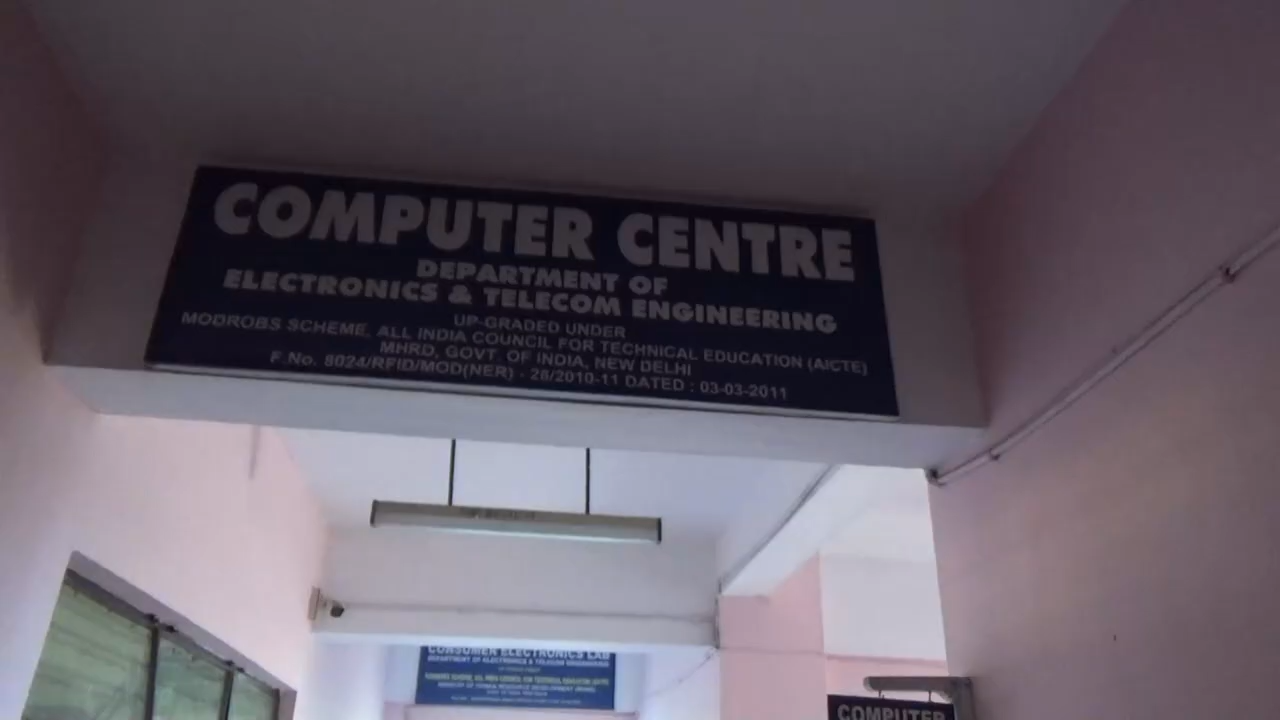 COMPUTER CENTRE
DEPARTMENT OF
ELECTRONICS & TELECOM ENGINEERING
UP-GRADED UNDER
MODROBS SCHEME, ALL INDIA COUNCIL FOR TECHNICAL EDUCATION (AICTE)
MHRD, GOVT. OF INDIA, NEW DELHI
F.No. 8024/RFID/MOD(NER) - 28/2010-11 DATED : 03-03-2011
CONSUMER ELECTRONICS LAB
DEPARTMENT OF ELECTRONICS & TELECOM ENGINEERING
COMPUTER